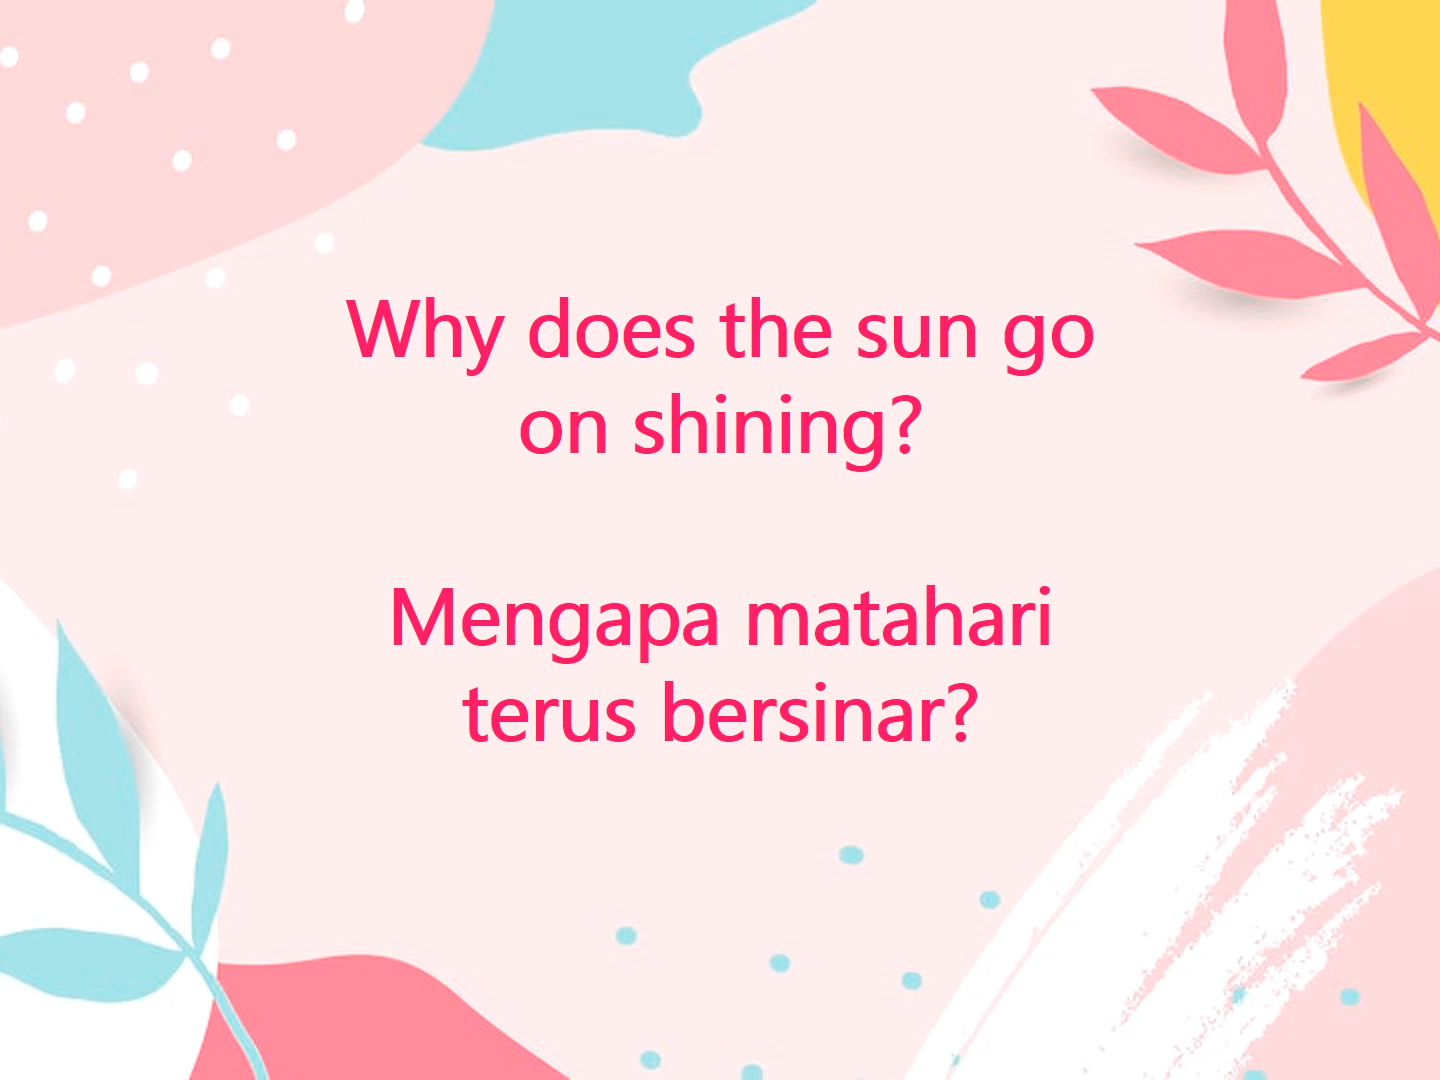 Why does the sun go
on shining?
Mengapa matahari
terus bersinar?